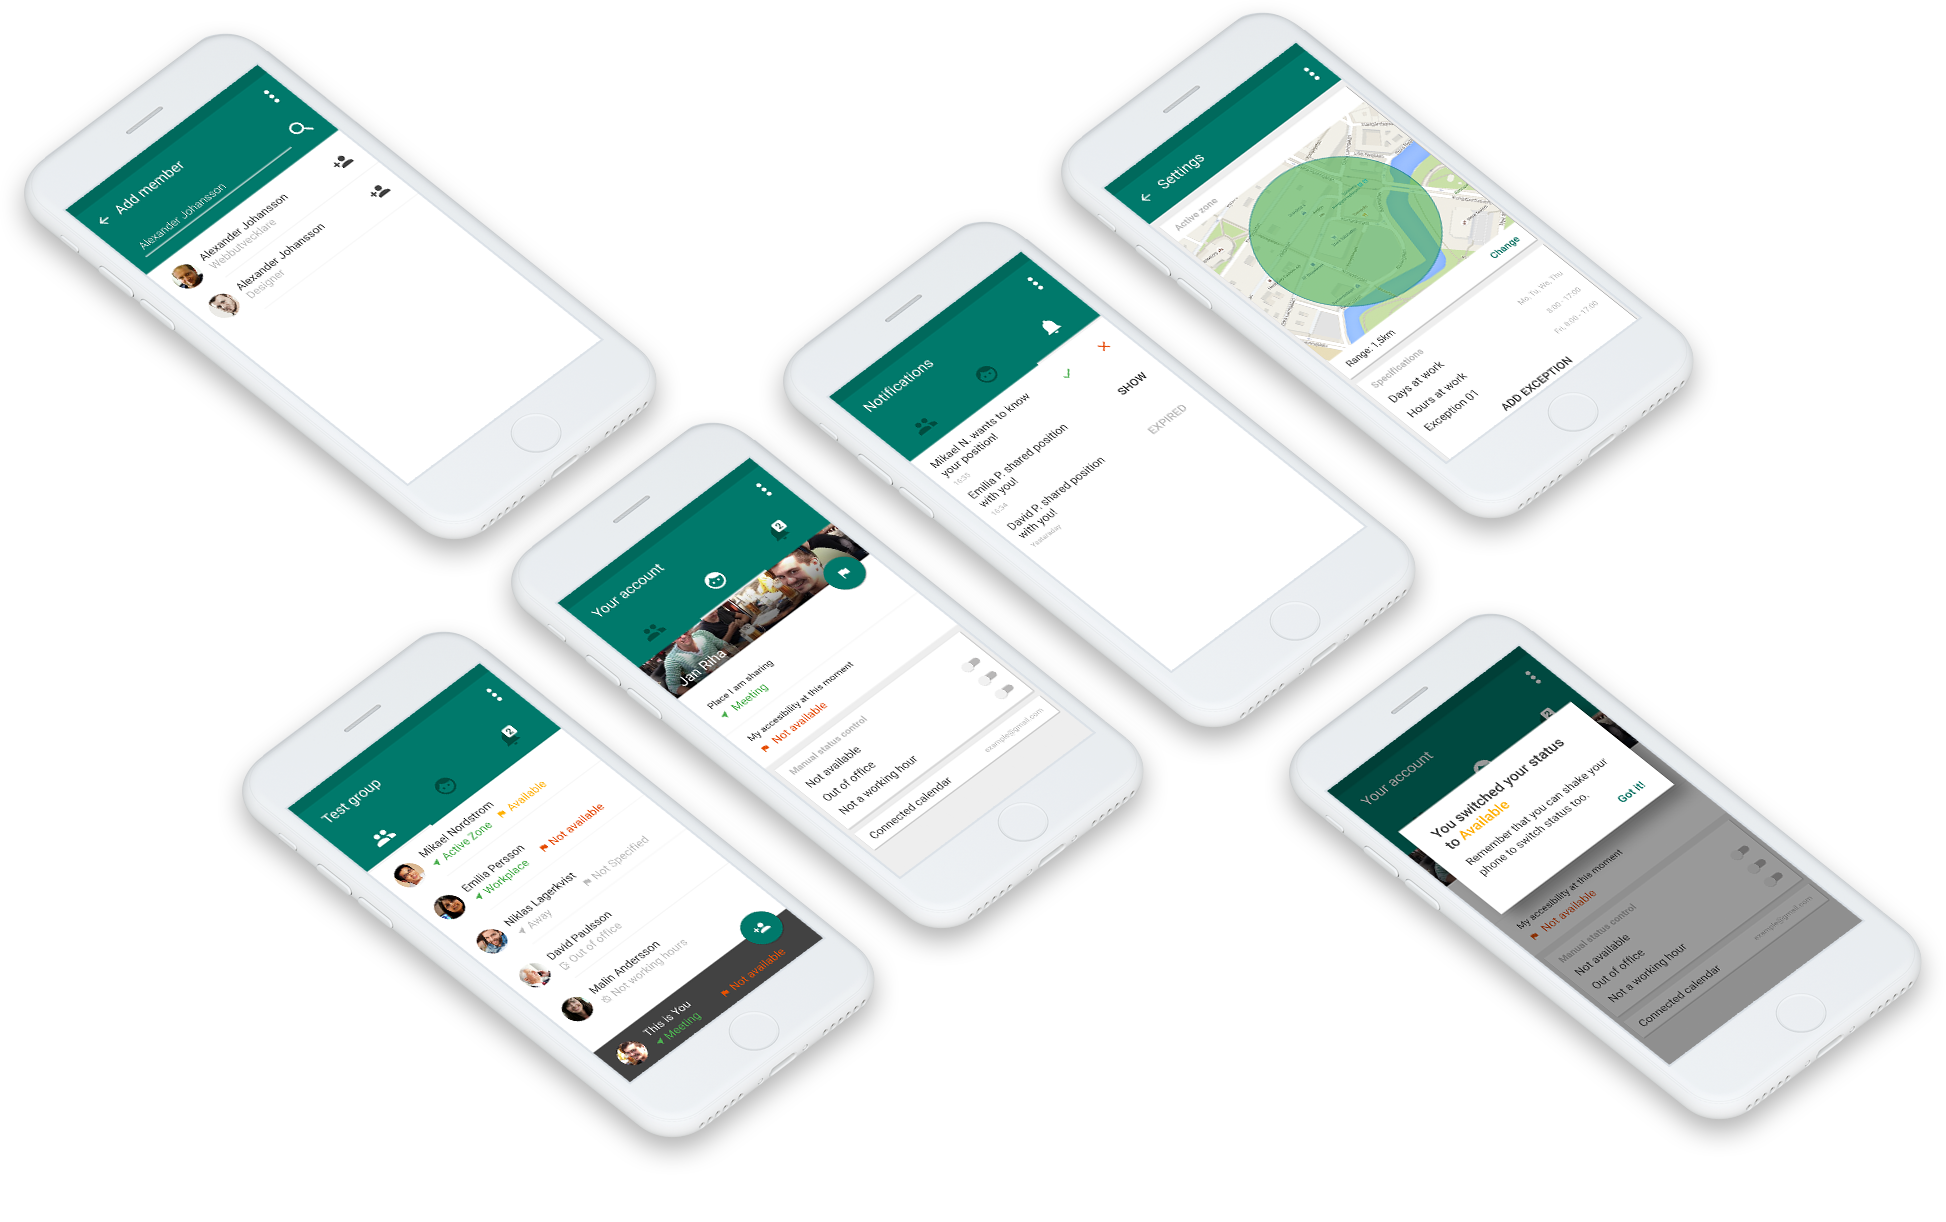 Add member
Alexander Johansson
Alexander Johansson
Webbutvecklare
Alexander Johansson
Designer
Settings
Active zone
Range: 1,5km
Change
Specifications
Days at work
Mo, Tu, We, Thu
Hours at work
8:00 - 17:00
Exception 01
Fri, 8:00 - 17:00
ADD EXCEPTION
Notifications
Mikael N. wants to know
your position!
16:35
Emilia P. shared position
with you!
16:34
SHOW
David P. shared position
with you!
Yesterday
EXPIRED
Your account
2
Jan Riha
Place I am sharing
Meeting
My accesibility at this moment
Not available
Manual status control
Not available
Out of office
Not a working hour
Connected calendar
example@gmail.com
Test group
2
Mikael Nordstrom
Active Zone
Available
Emilia Persson
Workplace
Not available
Niklas Lagerkvist
Away
Not Specified
David Paulsson
Out of office
Malin Andersson
Not working hours
This is You
Meeting
Not available
Your account
2
You switched your status
to Available
Remember that you can shake your
phone to switch status too.
Got it!
My accesibility at this moment
Not available
Manual status control
Not available
Out of office
Not a working hour
Connected calendar
example@gmail.com